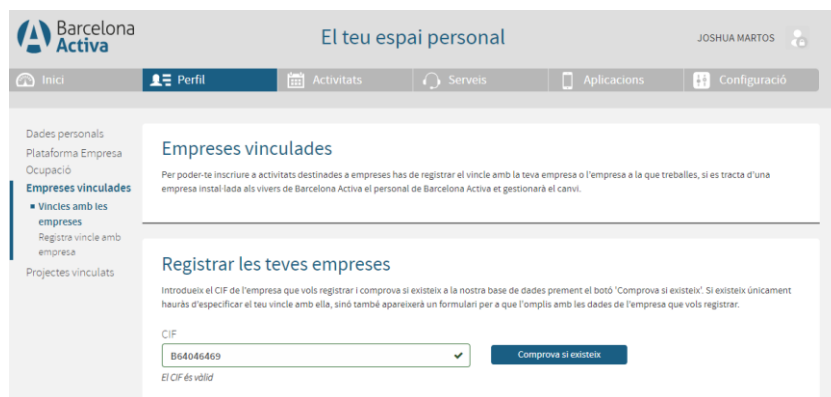 Barcelona
Activa
El teu espai personal
JOSHUA MARTOS
Inici
Perfil
Activitats
Serveis
Aplicacions
Configuració
Dades personals
Plataforma Empresa
Ocupació
Empreses vinculades
Vincles amb les
empreses
Registra vincle amb
empresa
Projectes vinculats
Empreses vinculades
Per poder-te inscriure a activitats destinades a empreses has de registrar el vincle amb la teva empresa o l'empresa a la que treballes, si es tracta d'una
empresa instal·lada als vivers de Barcelona Activa el personal de Barcelona Activa et gestionarà el canvi.
Registrar les teves empreses
Introdueix el CIF de l'empresa que vols registrar i comprova si existeix a la nostra base de dades prement el botó 'Comprova si existeix'. Si existeix únicament
hauràs d'especificar el teu vincle amb ella, sinó també apareixerà un formulari per a que l'omplis amb les dades de l'empresa que vols registrar.
CIF
B64046469
Comprova si existeix
El CIF és vàlid